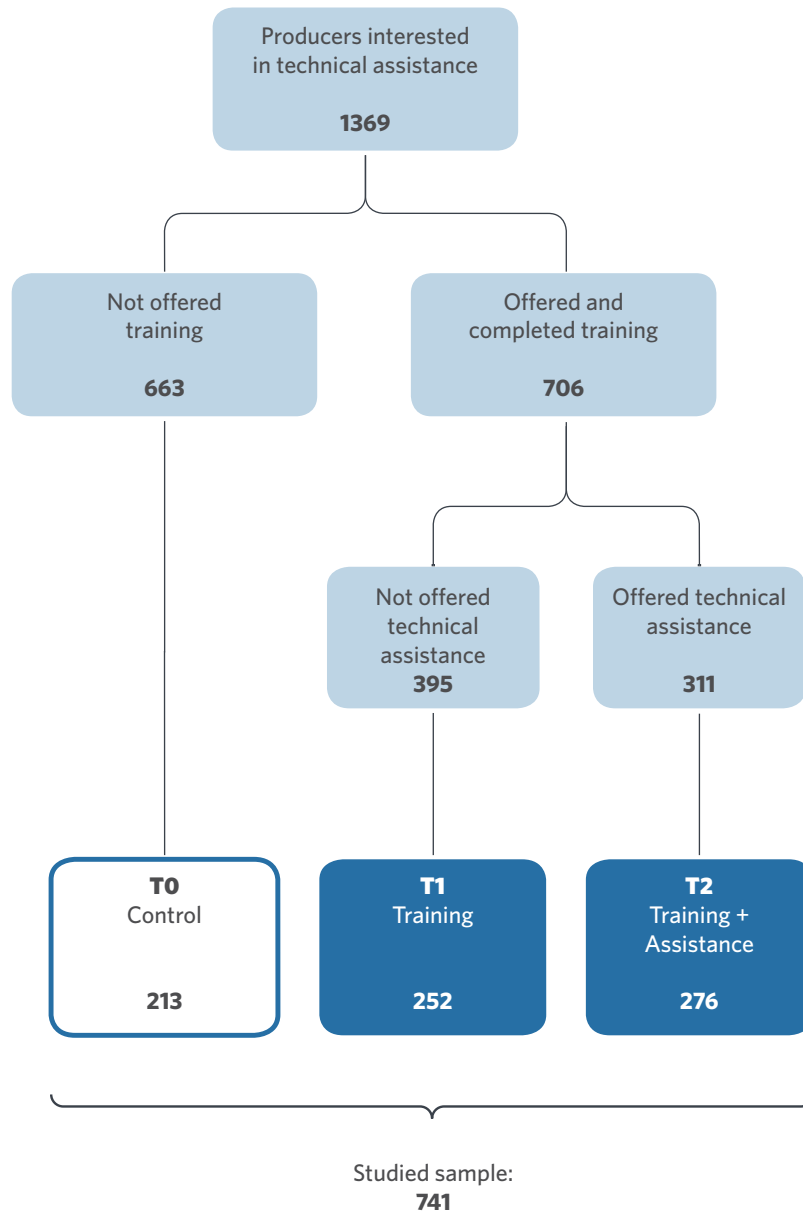 Producers interested
in technical assistance
1369
Not offered
training
663
Offered and
completed training
706
Not offered
technical
assistance
395
Offered technical
assistance
311
T0
Control
213
T1
Training
252
T2
Training +
Assistance
276
Studied sample:
741